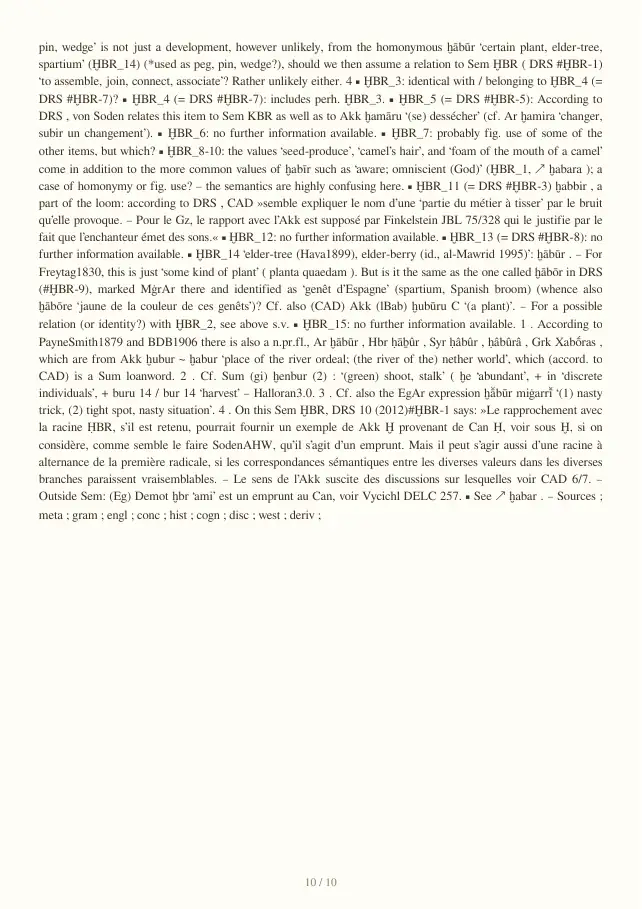 pin, wedge’ is not just a development, however unlikely, from the homonymous ḫābūr ‘certain plant, elder-tree,
spartium’ (ḪBR_14) (*used as peg, pin, wedge?), should we then assume a relation to Sem ḪBR ( DRS #ḪBR-1)
‘to assemble, join, connect, associate’? Rather unlikely either. 4 ▪ ḪBR_3: identical with / belonging to ḪBR_4 (=
DRS #ḪBR-7)? ▪ ḪBR_4 (= DRS #ḪBR-7): includes perh. ḪBR_3. ▪ ḪBR_5 (= DRS #ḪBR-5): According to
DRS , von Soden relates this item to Sem KBR as well as to Akk ḫamāru ‘(se) dessécher’ (cf. Ar ḫamira ‘changer,
subir un changement’). ▪ ḪBR_6: no further information available. ▪ ḪBR_7: probably fig. use of some of the
other items, but which? ▪ ḪBR_8-10: the values ‘seed-produce’, ‘camel’s hair’, and ‘foam of the mouth of a camel’
come in addition to the more common values of ḫabīr such as ‘aware; omniscient (God)’ (ḪBR_1, ↗ ḫabara ); a
case of homonymy or fig. use? – the semantics are highly confusing here. ▪ ḪBR_11 (= DRS #ḪBR-3) ḫabbir , a
part of the loom: according to DRS , CAD »semble expliquer le nom d’une ‘partie du métier à tisser’ par le bruit
qu’elle provoque. – Pour le Gz, le rapport avec l’Akk est supposé par Finkelstein JBL 75/328 qui le justifie par le
fait que l’enchanteur émet des sons.« ▪ ḪBR_12: no further information available. ▪ ḪBR_13 (= DRS #ḪBR-8): no
further information available. ▪ ḪBR_14 ‘elder-tree (Hava1899), elder-berry (id., al-Mawrid 1995)’: ḫābūr . – For
Freytag1830, this is just ‘some kind of plant’ ( planta quaedam ). But is it the same as the one called ḫābōr in DRS
(#ḪBR-9), marked MġrAr there and identified as ‘genêt d’Espagne’ (spartium, Spanish broom) (whence also
ḫābōre ‘jaune de la couleur de ces genêts’)? Cf. also (CAD) Akk (lBab) ḫubūru C ‘(a plant)’. – For a possible
relation (or identity?) with ḪBR_2, see above s.v. ▪ ḪBR_15: no further information available. 1 . According to
PayneSmith1879 and BDB1906 there is also a n.pr.fl., Ar ḫābūr , Hbr ḥāḇûr , Syr ḥâbûr , ḥâbûrâ , Grk Xabṓras ,
which are from Akk ḫubur ~ ḫabur ‘place of the river ordeal; (the river of the) nether world’, which (accord. to
CAD) is a Sum loanword. 2 . Cf. Sum (gi) ḫenbur (2) : ‘(green) shoot, stalk’ ( ḫe ‘abundant’, + in ‘discrete
individuals’, + buru 14 / bur 14 ‘harvest’ – Halloran3.0. 3 . Cf. also the EgAr expression ḫā̆būr miġarrī̆ ‘(1) nasty
trick, (2) tight spot, nasty situation’. 4 . On this Sem ḪBR, DRS 10 (2012)#ḪBR-1 says: »Le rapprochement avec
la racine ḤBR, s’il est retenu, pourrait fournir un exemple de Akk Ḫ provenant de Can Ḥ, voir sous Ḫ, si on
considère, comme semble le faire SodenAHW, qu’il s’agit d’un emprunt. Mais il peut s’agir aussi d’une racine à
alternance de la première radicale, si les correspondances sémantiques entre les diverses valeurs dans les diverses
branches paraissent vraisemblables. – Le sens de l’Akk suscite des discussions sur lesquelles voir CAD 6/7. –
Outside Sem: (Eg) Demot ḫbr ‘ami’ est un emprunt au Can, voir Vycichl DELC 257. ▪ See ↗ ḫabar . – Sources ;
meta ; gram ; engl ; conc ; hist ; cogn ; disc ; west ; deriv ;
10 / 10